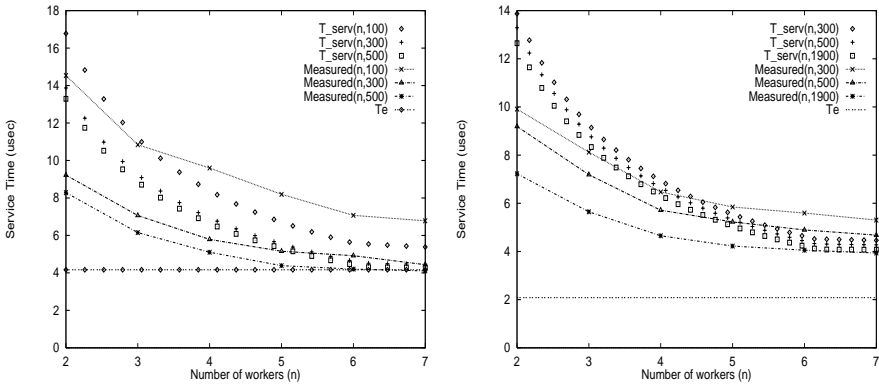 18
16
14
12
10
8
6
4
2
0
2 3 4 5 6 7
Service Time (usec)
Number of workers (n)
T_serv(n,100)
T_serv(n,300)
T_serv(n,500)
Measured(n,100)
Measured(n,300)
Measured(n,500)
Te
14
12
10
8
6
4
2
0
2 3 4 5 6 7
Service Time (usec)
Number of workers (n)
T_serv(n,300)
T_serv(n,500)
T_serv(n,1900)
Measured(n,300)
Measured(n,500)
Measured(n,1900)
Te